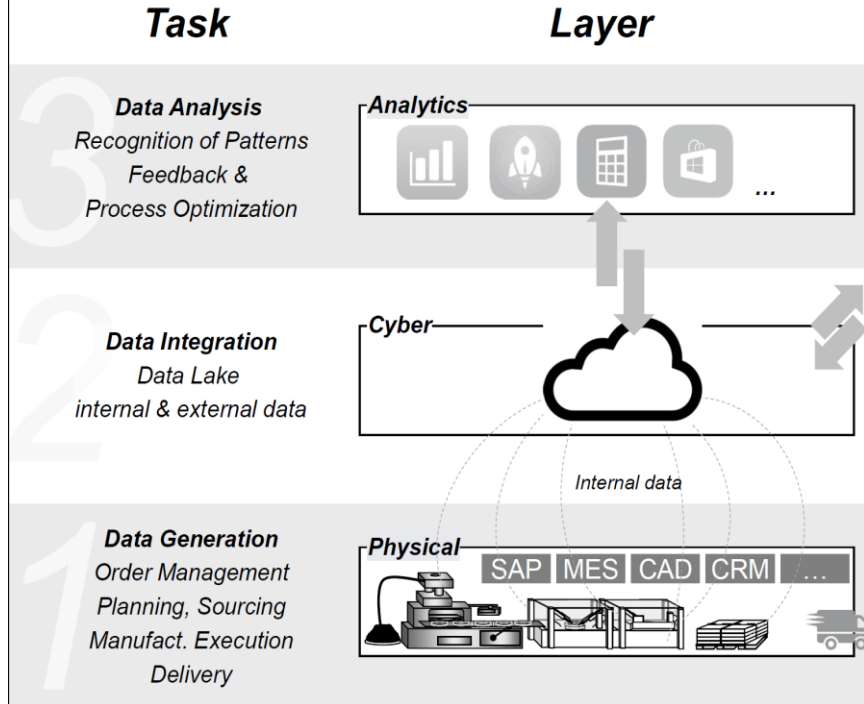 Task
Layer
3
Data Analysis
Recognition of Patterns
Feedback &
Process Optimization
Analytics
...
2
Data Integration
Data Lake
internal & external data
Cyber
Internal data
1
Data Generation
Order Management
Planning, Sourcing
Manufact. Execution
Delivery
Physical
SAP MES CAD CRM ...